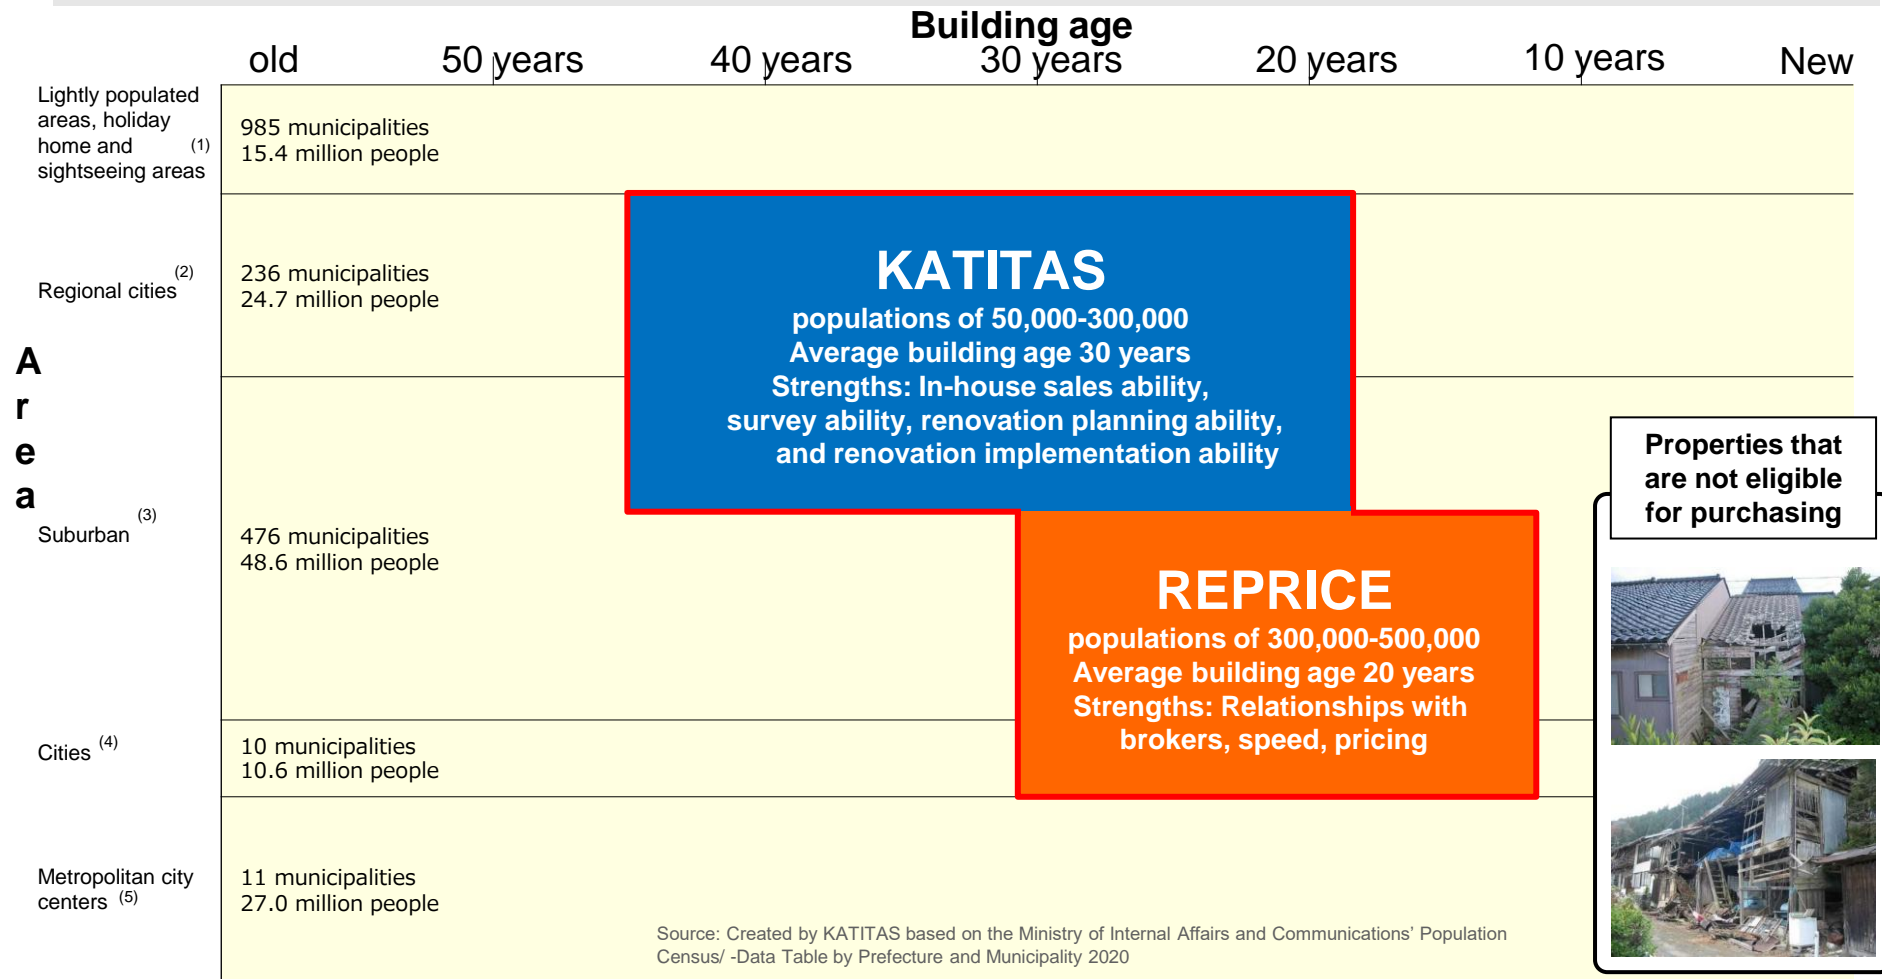 Building age
old 50 years 40 years 30 years 20 years 10 years New
Lightly populated
areas, holiday
home and (1)
sightseeing areas
985 municipalities
15.4 million people
Regional cities (2)
236 municipalities
24.7 million people
KATITAS
populations of 50,000-300,000
Average building age 30 years
Strengths: In-house sales ability,
survey ability, renovation planning ability,
and renovation implementation ability
Area
Suburban (3)
476 municipalities
48.6 million people
REPRICE
populations of 300,000-500,000
Average building age 20 years
Strengths: Relationships with
brokers, speed, pricing
Properties that
are not eligible
for purchasing
Cities (4)
10 municipalities
10.6 million people
Metropolitan city
centers (5)
11 municipalities
27.0 million people
Source: Created by KATITAS based on the Ministry of Internal Affairs and Communications' Population
Census/ -Data Table by Prefecture and Municipality 2020